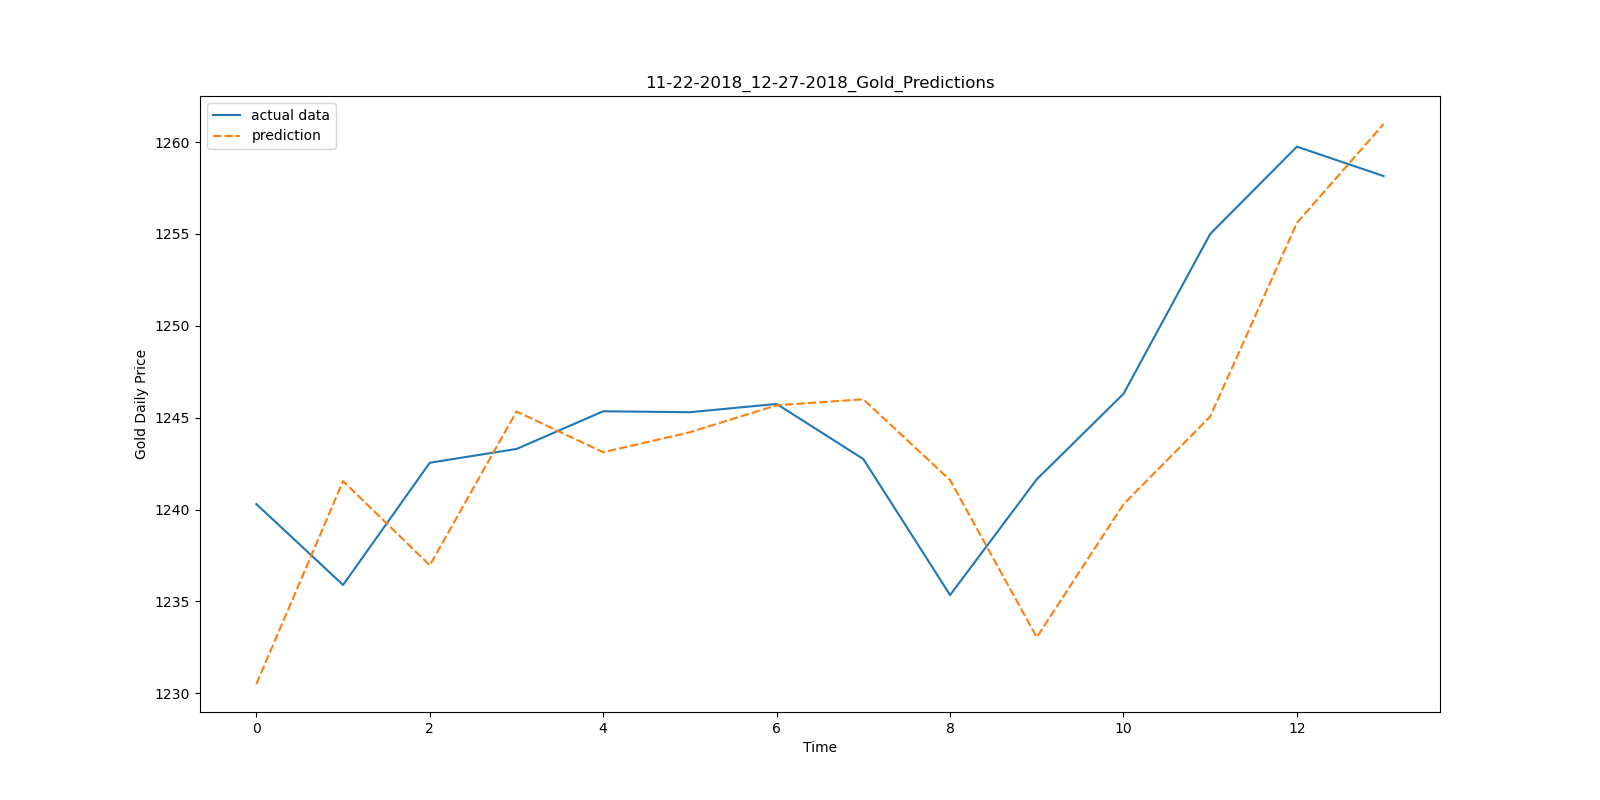 11-22-2018_12-27-2018_Gold_Predictions
actual data
prediction
1260
1255
1250
1245
1240
1235
1230
Gold Daily Price
0 2 4 6 8 10 12
Time